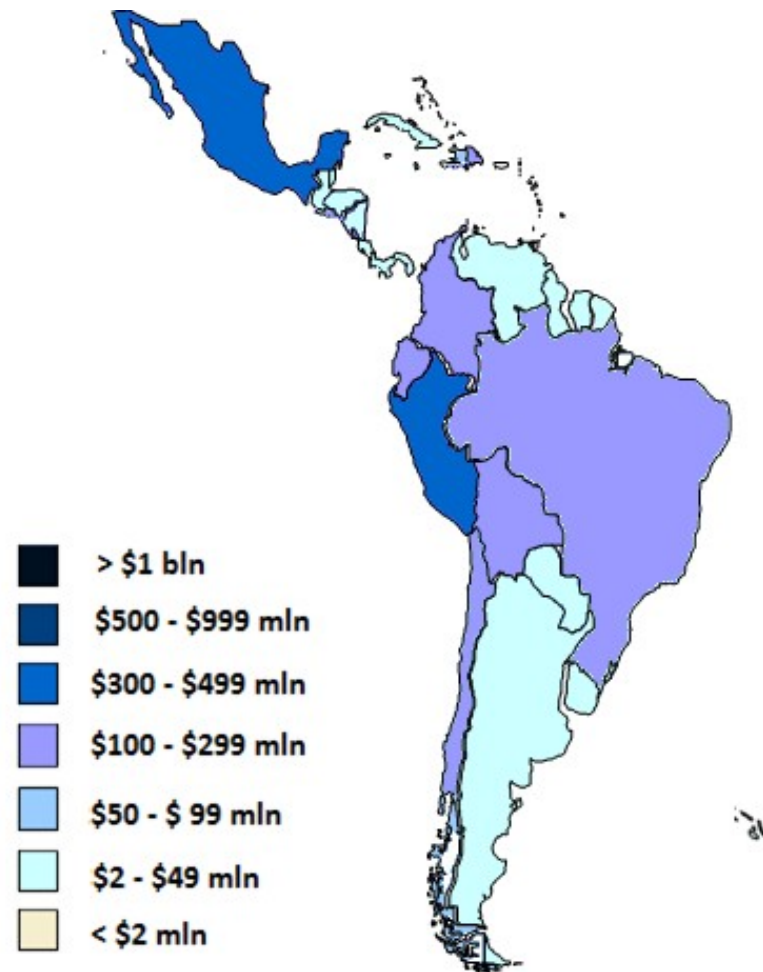 > $1 bln
$500 - $999 mln
$300 - $499 mln
$100 - $299 mln
$50 - $ 99 mln
$2 - $49 mln
< $2 mln